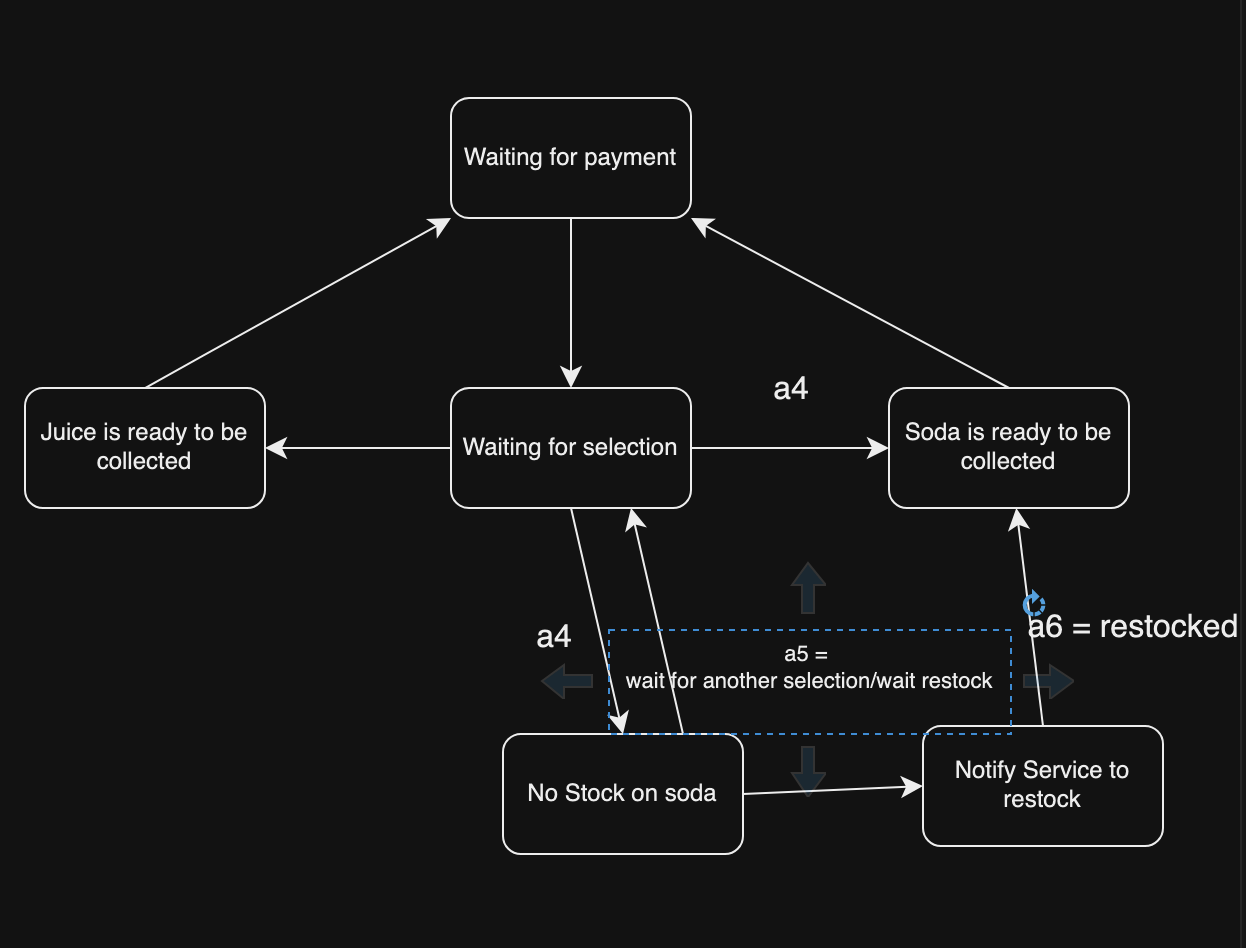 Waiting for payment
a4
Juice is ready to be
collected
Waiting for selection
Soda is ready to be
collected
a4
a6 = restocked
a5 =
wait for another selection/wait restock
No Stock on soda
Notify Service to
restock